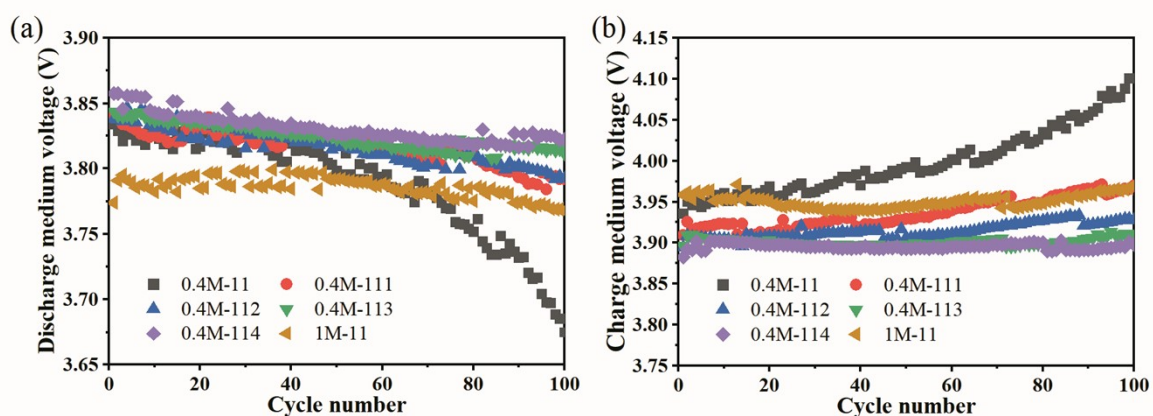 (a)
Discharge medium voltage (V)
3.90
3.85
3.80
3.75
3.70
3.65
0.4M-11
0.4M-111
0.4M-112
0.4M-113
0.4M-114
1M-11
0
20
40
60
80
100
Cycle number
(b)
Charge medium voltage (V)
4.15
4.10
4.05
4.00
3.95
3.90
3.85
3.80
3.75
0.4M-11
0.4M-111
0.4M-112
0.4M-113
0.4M-114
1M-11
0
20
40
60
80
100
Cycle number